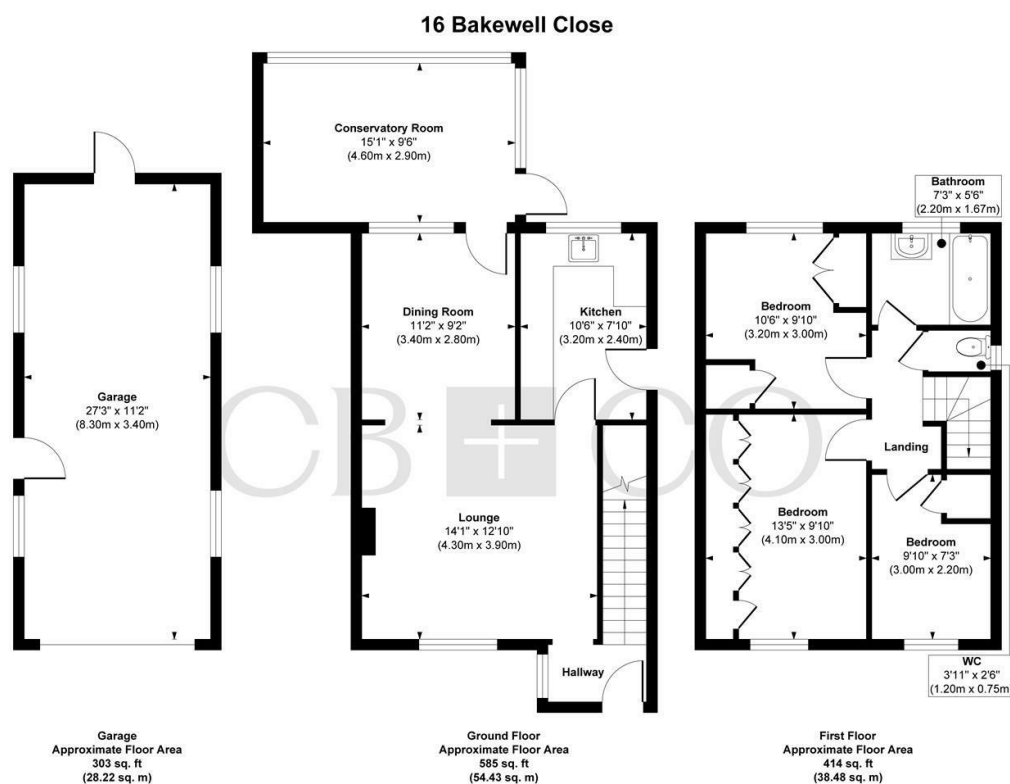 16 Bakewell Close
Conservatory Room
15'1" x 9'6"
(4.60m x 2.90m)
Bathroom
7'3" x 5'6"
(2.20m x 1.67m)
Dining Room
11'2" x 9'2"
(3.40m x 2.80m)
Kitchen
10'6" x 7'10"
(3.20m x 2.40m)
Bedroom
10'6" x 9'10"
(3.20m x 3.00m)
Garage
27'3" x 11'2"
(8.30m x 3.40m)
CB + CO
Landing
Lounge
14'1" x 12'10"
(4.30m x 3.90m)
Bedroom
13'5" x 9'10"
(4.10m x 3.00m)
Bedroom
9'10" x 7'3"
(3.00m x 2.20m)
Hallway
WC
3'11" x 2'6"
(1.20m x 0.75m)
Garage
Approximate Floor Area
303 sq. ft
(28.22 sq. m)
Ground Floor
Approximate Floor Area
585 sq. ft
(54.43 sq. m)
First Floor
Approximate Floor Area
414 sq. ft
(38.48 sq. m)